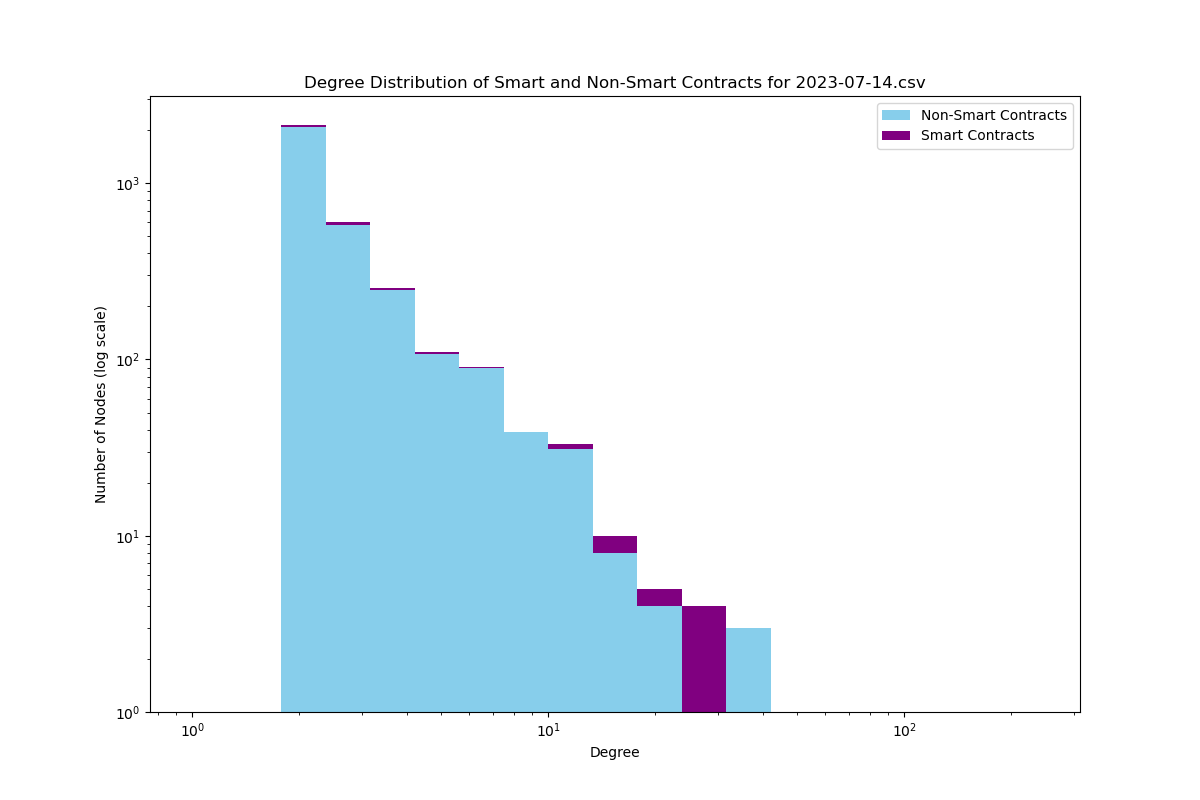 Degree Distribution of Smart and Non-Smart Contracts for 2023-07-14.csv
Non-Smart Contracts
Smart Contracts
Number of Nodes (log scale)
10³
10²
10¹
10⁰
10⁰ 10¹ 10²
Degree